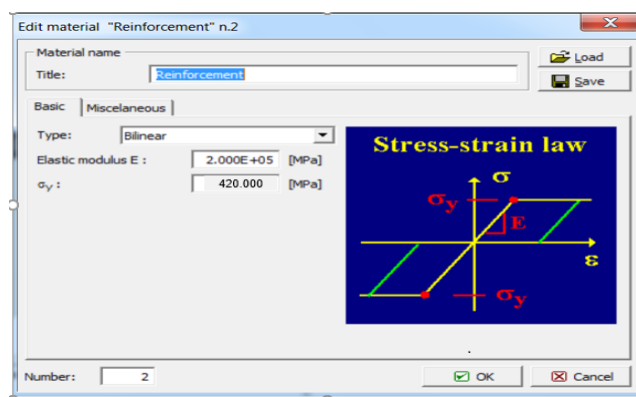 Edit material "Reinforcement" n.2
Material name
Title: Reinforcement
Load
Save
Basic Miscelaneous
Type: Bilinear
Elastic modulus E : 2.000E+05 [MPa]
σy : 420.000 [MPa]
Stress-strain law
σ
σy
E
ε
σy
Number: 2
OK Cancel